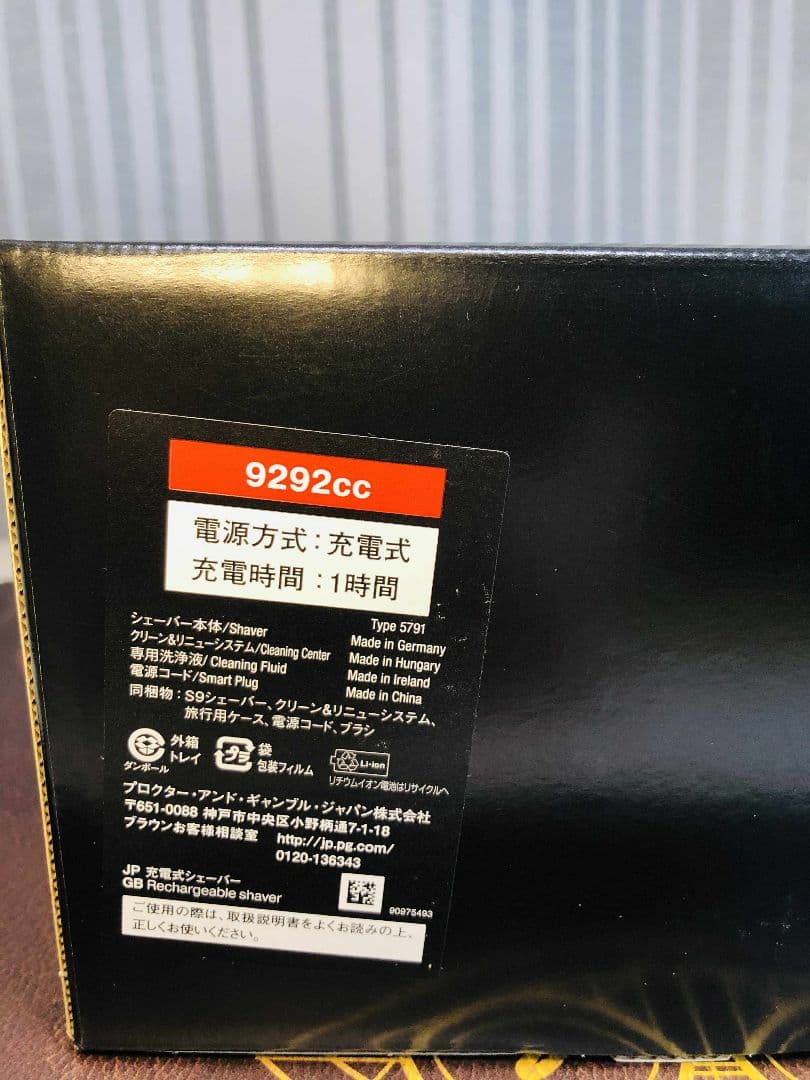 9292cc
電源方式：充電式
充電時間：1時間
Type 5791
シェーバー本体/Shaver Made in Germany
クリーン&リニューシステム/Cleaning Center Made in Hungary
専用洗浄液/ Cleaning Fluid Made in Ireland
電源コード/Smart Plug Made in China
同梱物：S9シェーバー、クリーン&リニューシステム、
旅行用ケース、電源コード、ブラシ
外箱
トレイ
ダンボール
プラ
袋
包装フィルム
Li-ion
リチウムイオン電池はリサイクルへ
プロクター・アンド・ギャンブル・ジャパン株式会社
〒651-0088 神戸市中央区小野柄通7-1-18
ブラウンお客様相談室 http://jp.pg.com/
0120-136343
JP 充電式シェーバー
GB Rechargeable shaver
90975493
ご使用の際は、取扱説明書をよくお読みの上、
正しくお使いください。